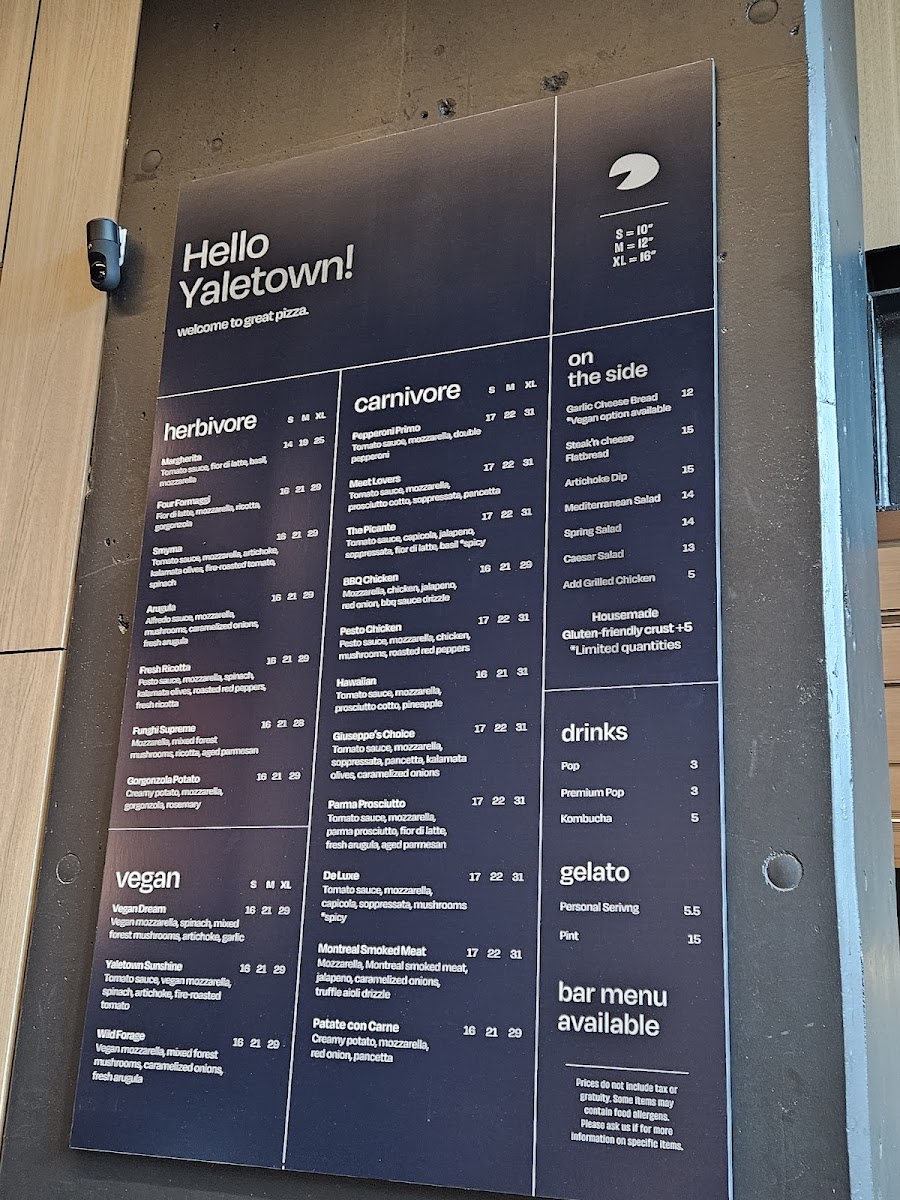 Hello
Yaletown!
welcome to great pizza.
S = 10"
M = 12"
XL = 16"
herbivore S M XL
Margherita 14 19 25
Tomato sauce, fior di latte, basil,
mozzarella
Four Formaggi 16 21 29
Fior di latte, mozzarella, ricotta,
gorgonzola
Smyrna 16 21 29
Tomato sauce, mozzarella, artichoke,
kalamata olives, fire-roasted tomato,
spinach
Arugula 16 21 29
Alfredo sauce, mozzarella,
mushrooms, caramelized onions,
fresh arugula
Fresh Ricotta 16 21 29
Pesto sauce, mozzarella, spinach,
kalamata olives, roasted red peppers,
fresh ricotta
Funghi Supreme 16 21 28
Mozzarella, mixed forest
mushrooms, ricotta, aged parmesan
Gorgonzola Potato 16 21 29
Creamy potato, mozzarella,
gorgonzola, rosemary
vegan S M XL
Vegan Dream 16 21 29
Vegan mozzarella, spinach, mixed
forest mushrooms, artichoke, garlic
Yaletown Sunshine 16 21 29
Tomato sauce, vegan mozzarella,
spinach, artichoke, fire-roasted
tomato
Wild Forage 16 21 29
Vegan mozzarella, mixed forest
mushrooms, caramelized onions,
fresh arugula
carnivore S M XL
Pepperoni Primo 17 22 31
Tomato sauce, mozzarella, double
pepperoni
Meet Lovers 17 22 31
Tomato sauce, mozzarella,
prosciutto cotto, soppressata, pancetta
The Picante 17 22 31
Tomato sauce, capicola, jalapeno,
soppressata, fior di latte, basil *spicy
BBQ Chicken 16 21 29
Mozzarella, chicken, jalapeno,
red onion, bbq sauce drizzle
Pesto Chicken 17 22 31
Pesto sauce, mozzarella, chicken,
mushrooms, roasted red peppers
Hawaiian 16 21 31
Tomato sauce, mozzarella,
prosciutto cotto, pineapple
Giuseppe's Choice 17 22 31
Tomato sauce, mozzarella,
soppressata, pancetta, kalamata
olives, caramelized onions
Parma Prosciutto 17 22 31
Tomato sauce, mozzarella,
parma prosciutto, fior di latte,
fresh arugula, aged parmesan
De Luxe 17 22 31
Tomato sauce, mozzarella,
capicola, soppressata, mushrooms
*spicy
Montreal Smoked Meat 17 22 31
Mozzarella, Montreal smoked meat,
jalapeno, caramelized onions,
truffle aioli drizzle
Patate con Carne 16 21 29
Creamy potato, mozzarella,
red onion, pancetta
on
the side
Garlic Cheese Bread 12
*Vegan option available
Steak'n cheese 15
Flatbread
Artichoke Dip 15
Mediterranean Salad 14
Spring Salad 14
Caesar Salad 13
Add Grilled Chicken 5
Housemade
Gluten-friendly crust +5
*Limited quantities
drinks
Pop 3
Premium Pop 3
Kombucha 5
gelato
Personal Serivng 5.5
Pint 15
bar menu
available
Prices do not include tax or
gratuity. Some items may
contain food allergens.
Please ask us if for more
information on specific items.